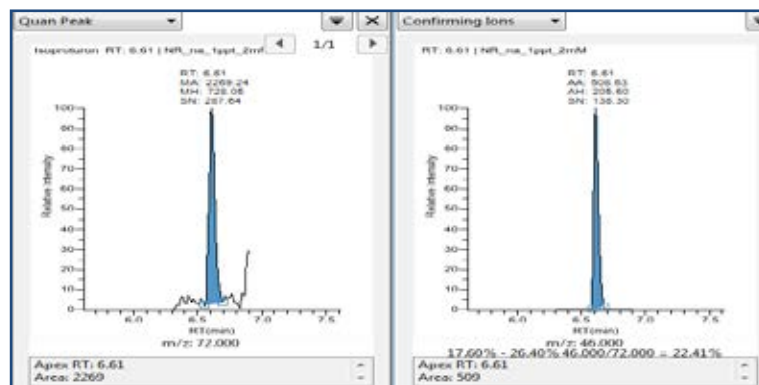 Quan Peak
Isoproturon RT: 6.61 | NR_na_1ppt_2mM
1/1
RT: 6.61
MA: 2269.24
MH: 728.05
SN: 287.64
100
90
80
70
60
50
40
30
20
10
0
Relative Intensity
6.0
6.5
7.0
7.5
RT(min)
m/z: 72.000
Apex RT: 6.61
Area: 2269
Confirming Ions
RT: 6.61 | NR_na_1ppt_2mM
RT: 6.61
AA: 508.53
AH: 205.60
SN: 138.30
100
90
80
70
60
50
40
30
20
10
0
Relative Intensity
6.0
6.5
7.0
7.5
RT(min)
m/z: 46.000
17.60% - 26.40% 46.000/72.000 = 22.41%
Apex RT: 6.61
Area: 509